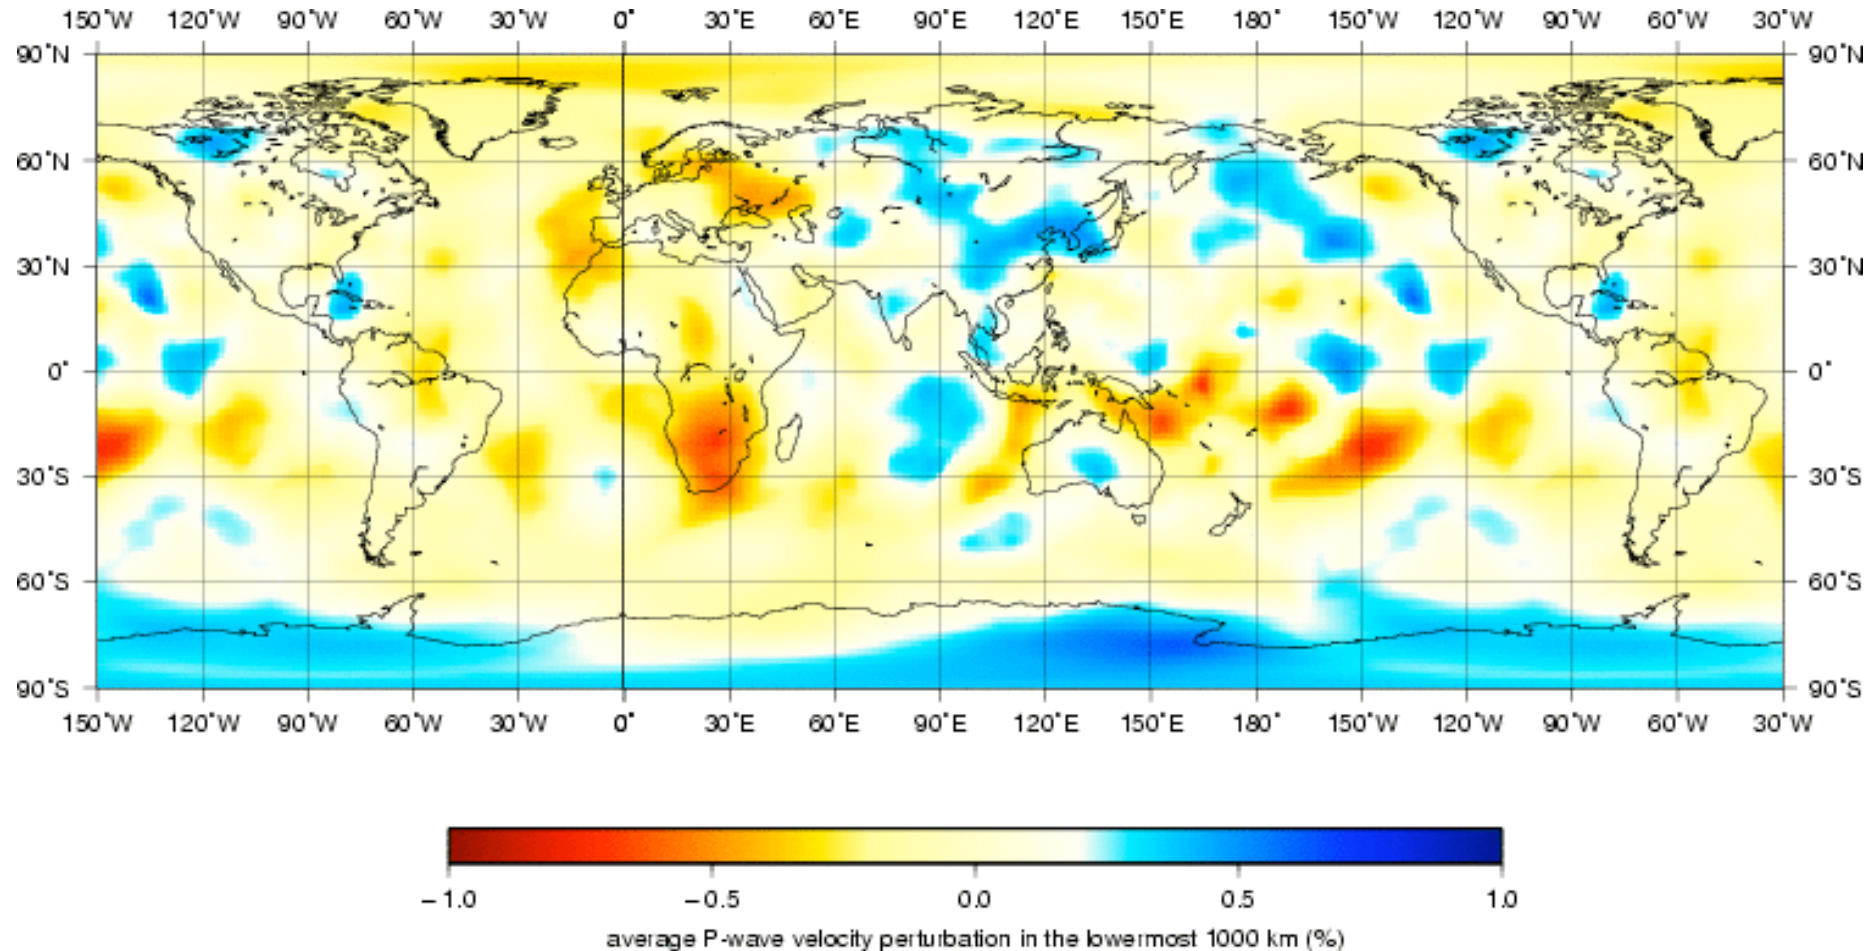 150˚W 120˚W 90˚W 60˚W 30˚W 0˚ 30˚E 60˚E 90˚E 120˚E 150˚E 180˚ 150˚W 120˚W 90˚W 60˚W 30˚W
90˚N 90˚N
60˚N 60˚N
30˚N 30˚N
0˚ 0˚
30˚S 30˚S
60˚S 60˚S
90˚S 90˚S
150˚W 120˚W 90˚W 60˚W 30˚W 0˚ 30˚E 60˚E 90˚E 120˚E 150˚E 180˚ 150˚W 120˚W 90˚W 60˚W 30˚W
−1.0 −0.5 0.0 0.5 1.0
average P-wave velocity perturbation in the lowermost 1000 km (%)